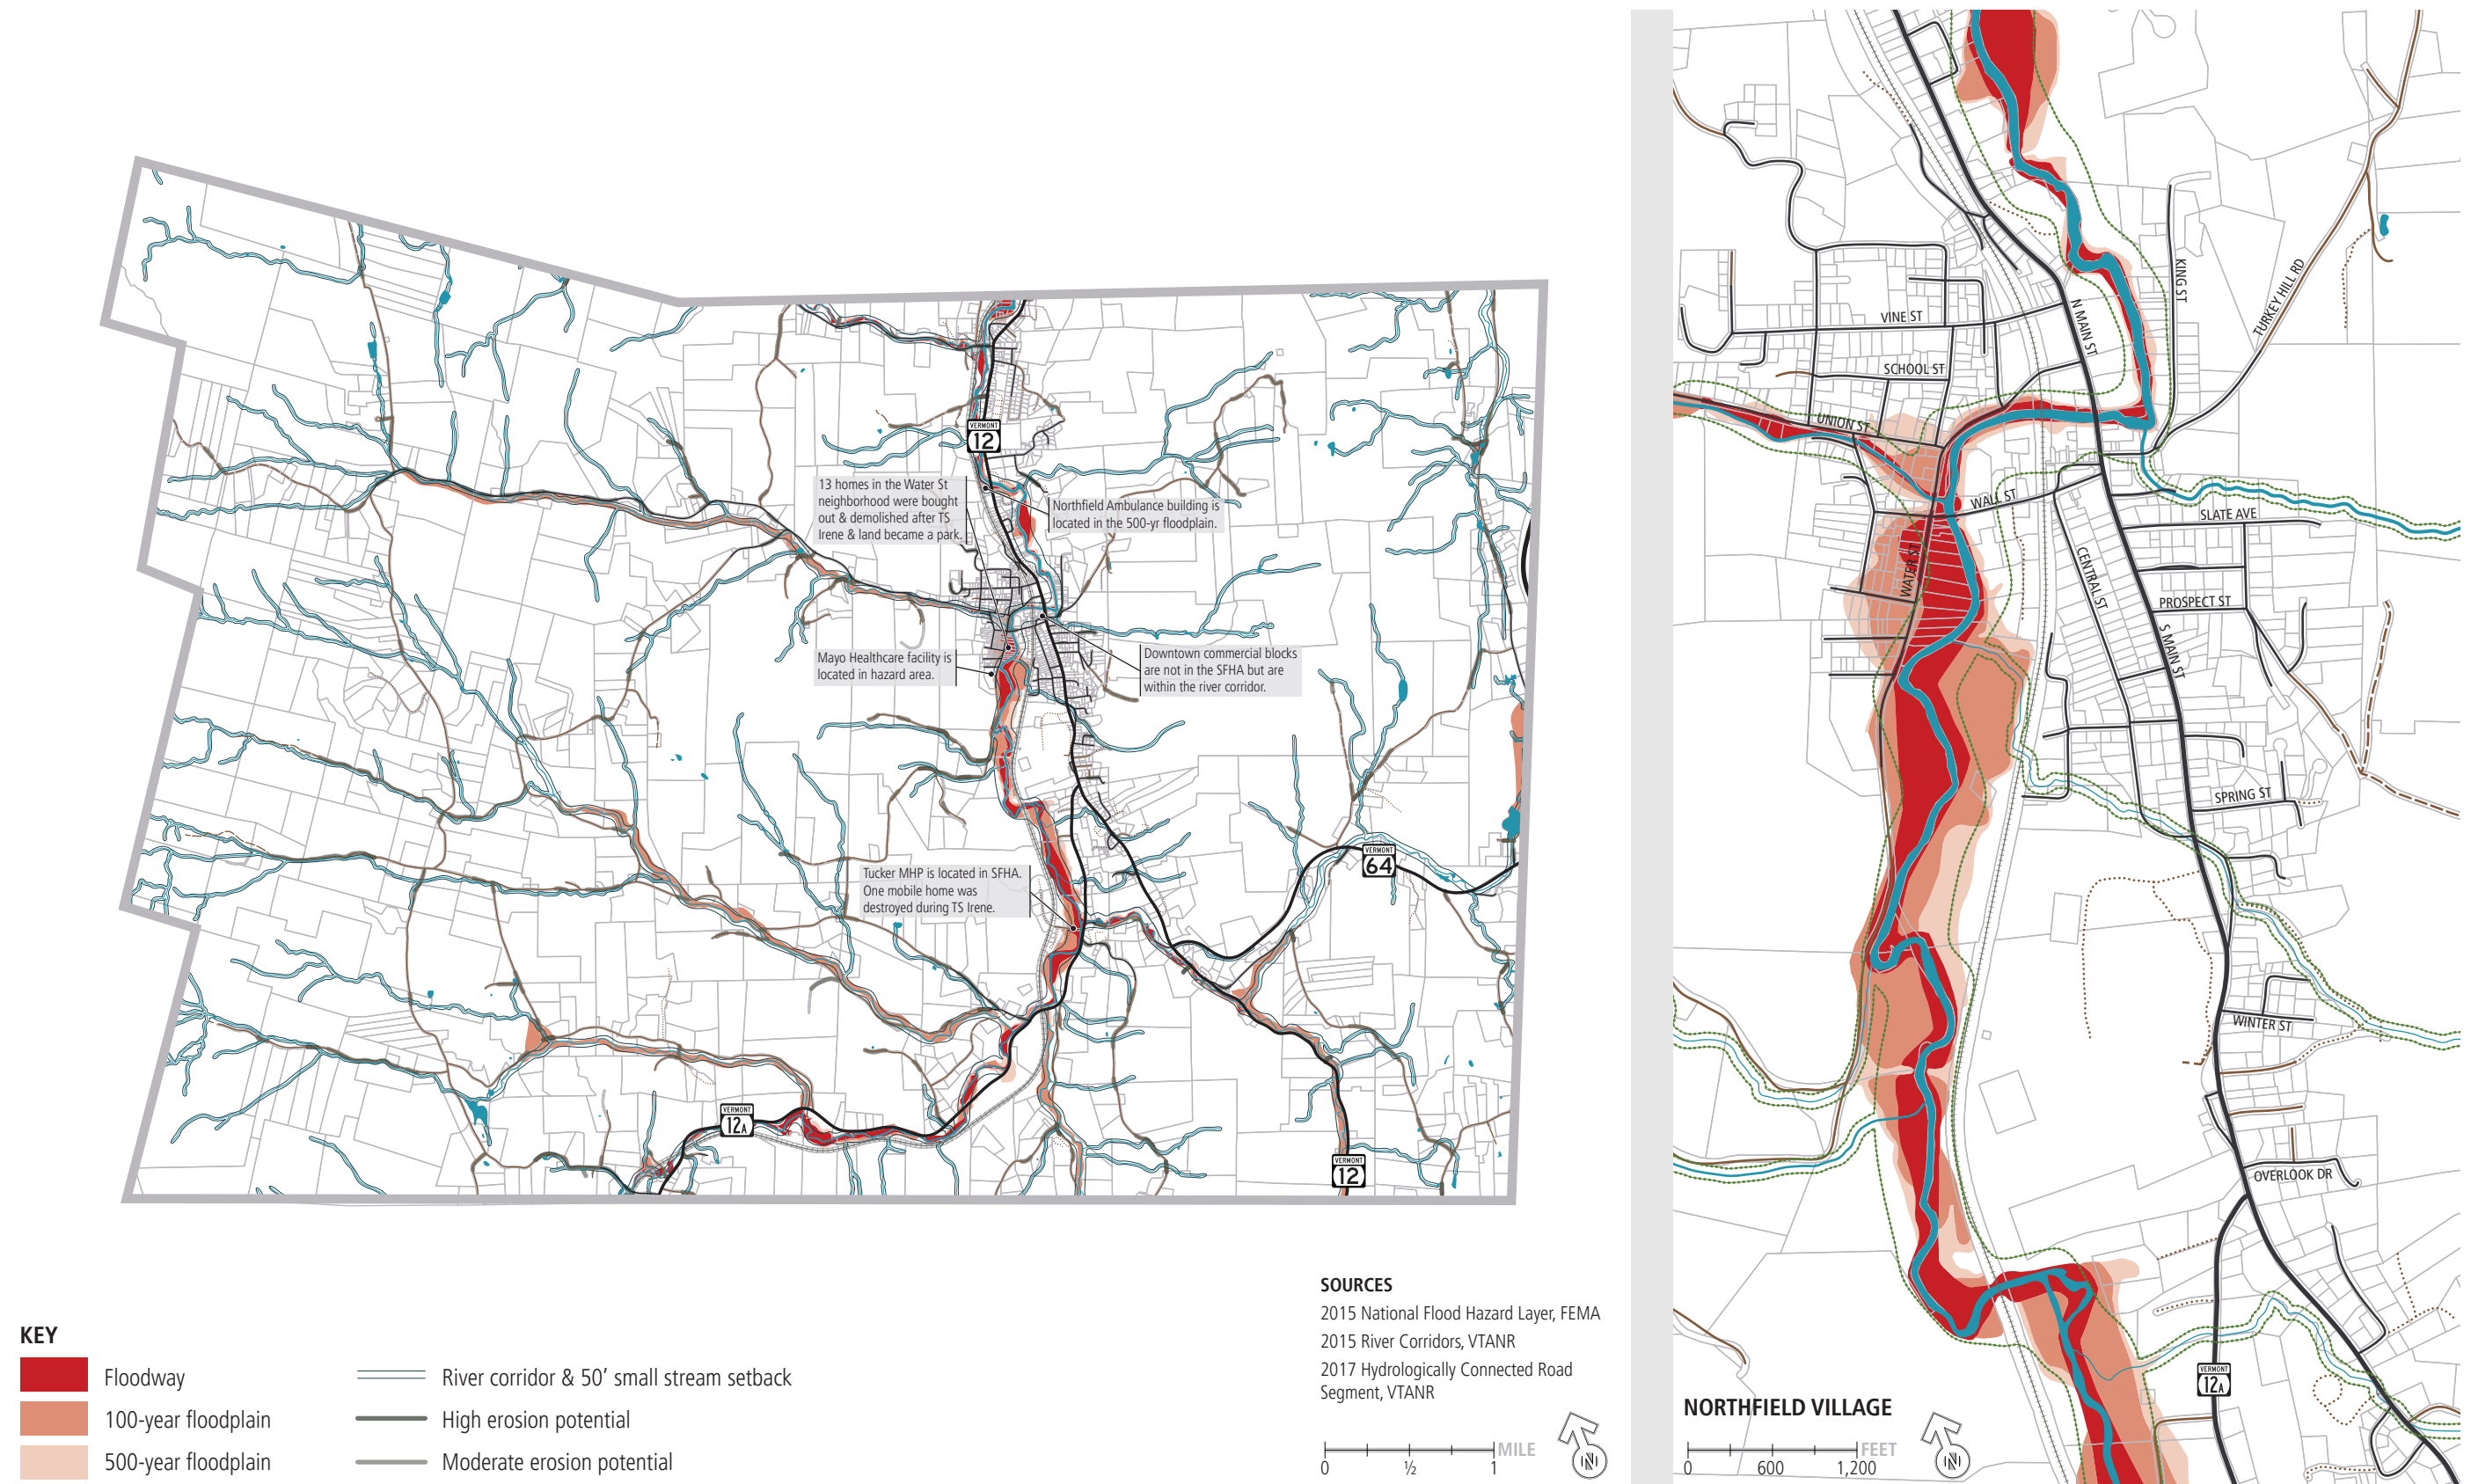 VERMONT
12
13 homes in the Water St
neighborhood were bought
out & demolished after TS
Irene & land became a park.
Northfield Ambulance building is
located in the 500-yr floodplain.
Mayo Healthcare facility is
located in hazard area.
Downtown commercial blocks
are not in the SFHA but are
within the river corridor.
VERMONT
64
Tucker MHP is located in SFHA.
One mobile home was
destroyed during TS Irene.
VERMONT
12A
VERMONT
12
KEY
Floodway
100-year floodplain
500-year floodplain
River corridor & 50’ small stream setback
High erosion potential
Moderate erosion potential
SOURCES
2015 National Flood Hazard Layer, FEMA
2015 River Corridors, VTANR
2017 Hydrologically Connected Road
Segment, VTANR
0 ½ 1 MILE
N
KING ST
TURKEY HILL RD
N MAIN ST
VINE ST
SCHOOL ST
UNION ST
WALL ST
SLATE AVE
WATER ST
CENTRAL ST
PROSPECT ST
S MAIN ST
SPRING ST
WINTER ST
OVERLOOK DR
VERMONT
12A
NORTHFIELD VILLAGE
0 600 1,200 FEET
N